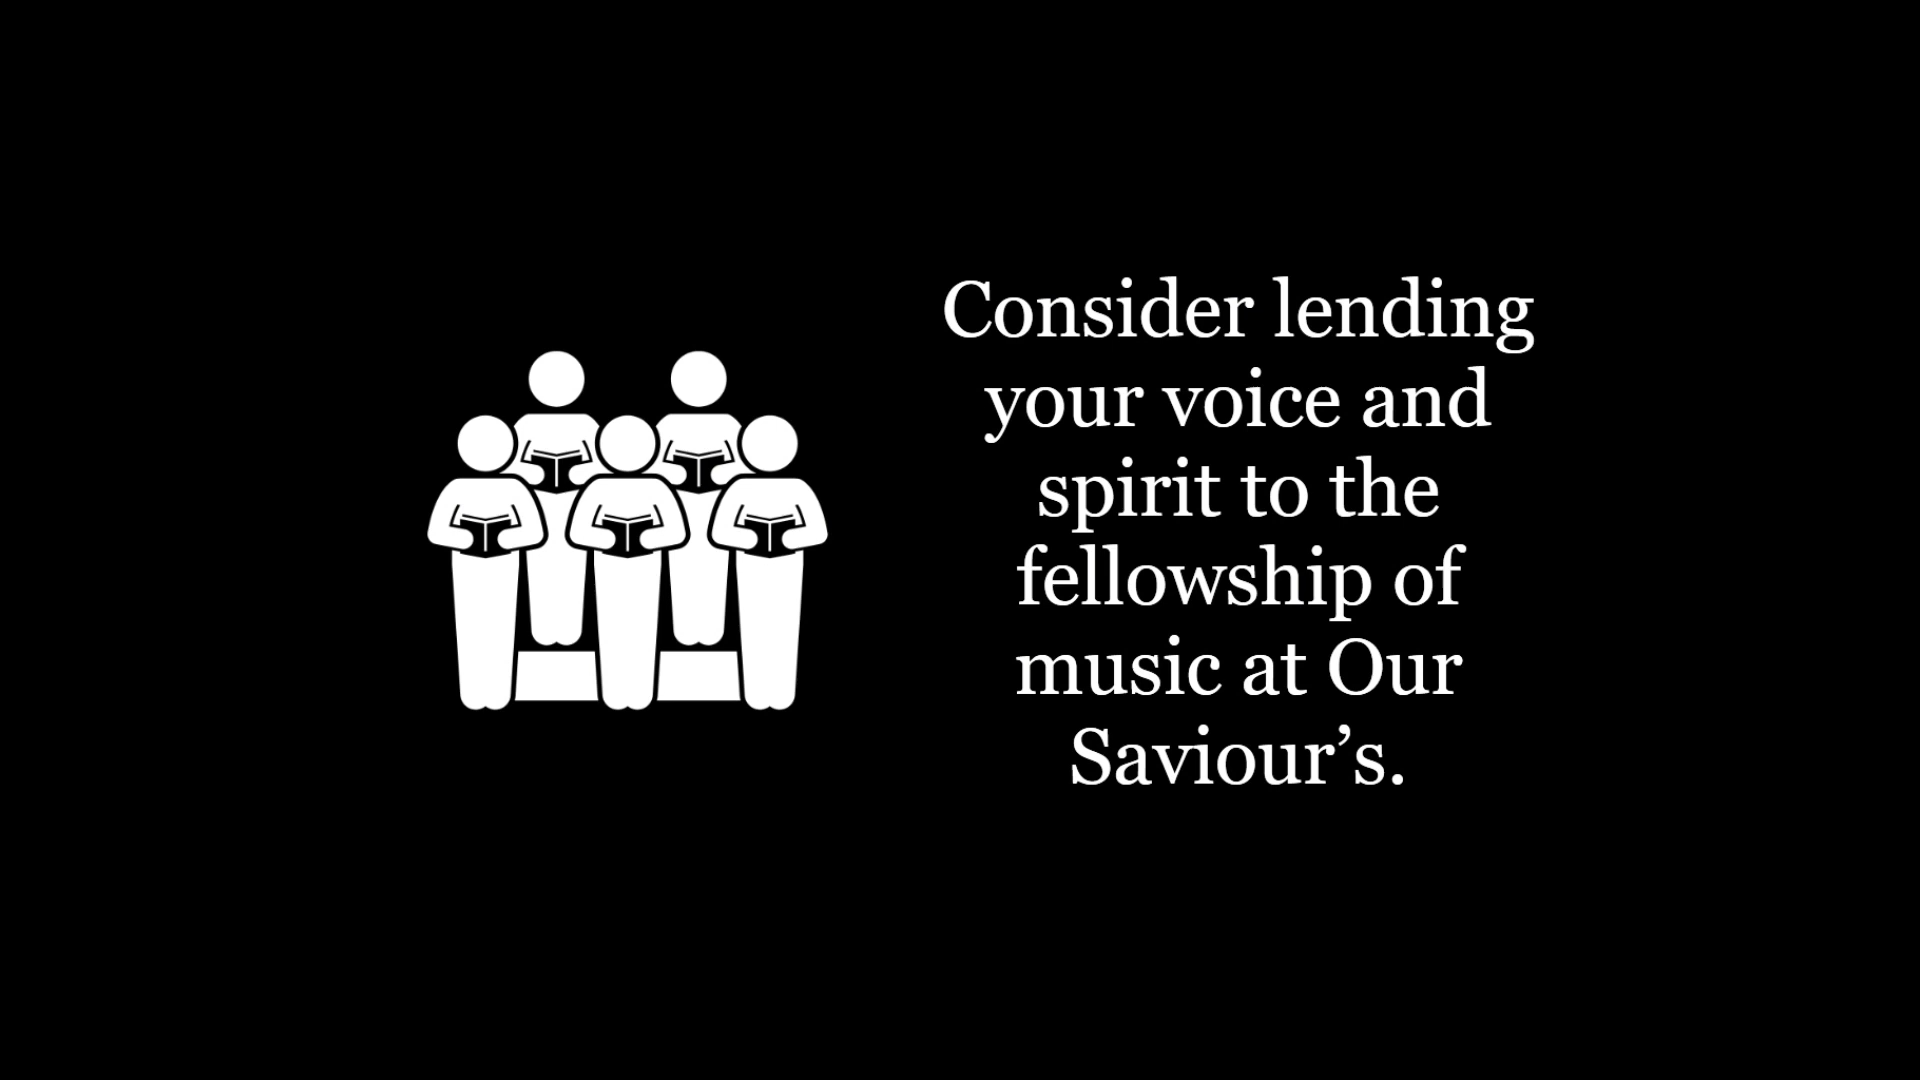 Consider lending
your voice and
spirit to the
fellowship of
music at Our
Saviour’s.